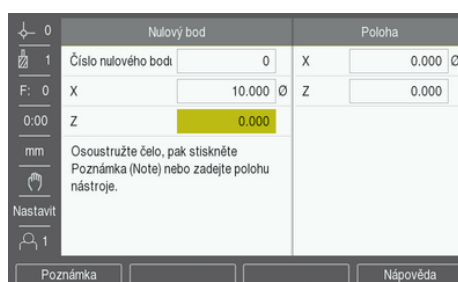 0 Nulový bod Poloha
1 Číslo nulového bodu 0 X 0.000 Ø
F: 0 X 10.000 Ø Z 0.000
0:00 Z 0.000
mm Osoustružte čelo, pak stiskněte
Poznámka (Note) nebo zadejte polohu
nástroje.
Nastavit
1
Poznámka Nápověda